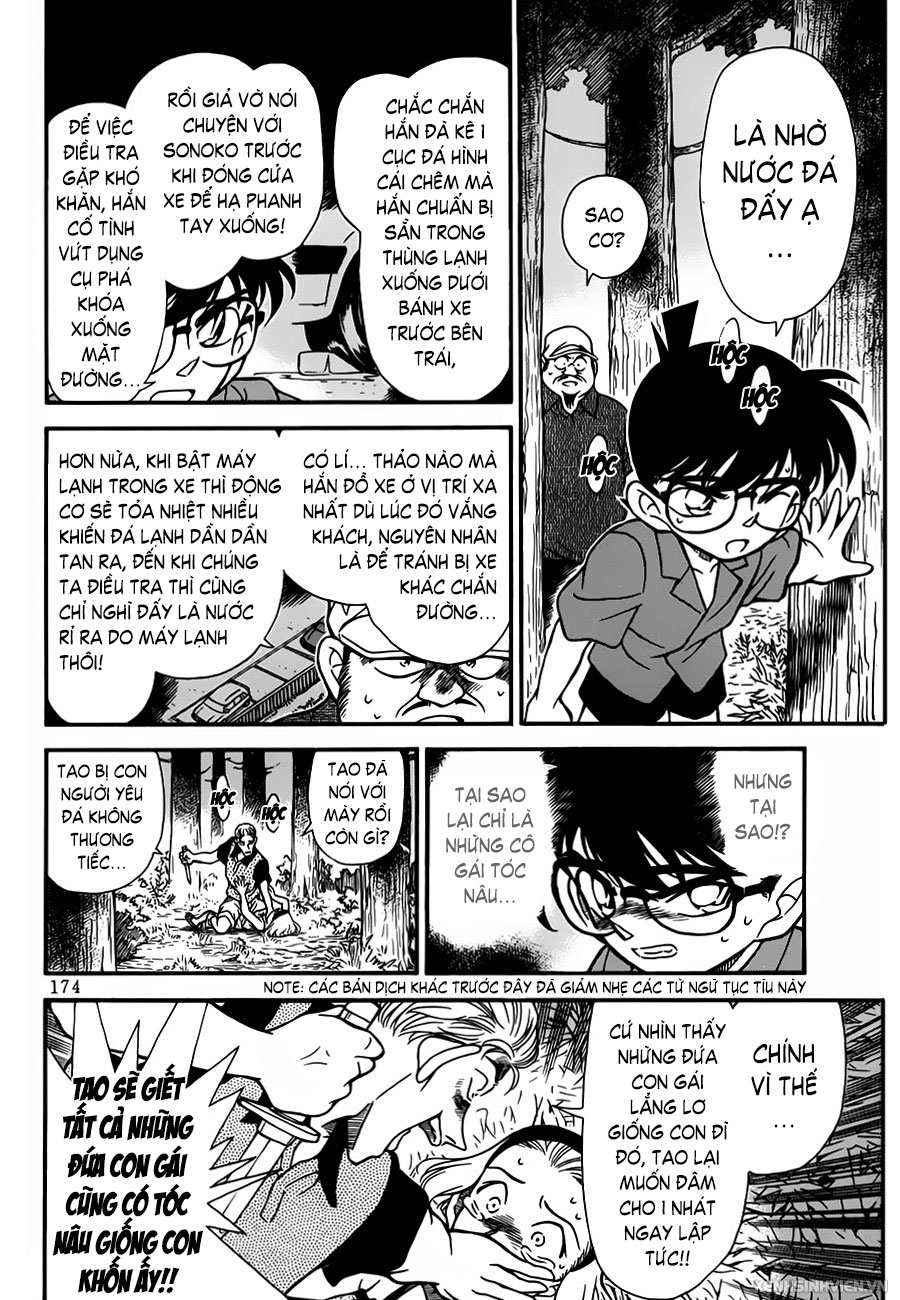 LÀ NHỜ
NƯỚC ĐÁ
ĐẤY Ạ
...
SAO
CƠ?
HỘC
HỘC
HỘC
CHẮC CHẮN
HẮN ĐÃ KÊ 1
CỤC ĐÁ HÌNH
CÁI CHÊM MÀ
HẮN CHUẨN BỊ
SẴN TRONG
THÙNG LẠNH
XUỐNG DƯỚI
BÁNH XE
TRƯỚC BÊN
TRÁI,
RỒI GIẢ VỜ NÓI
CHUYỆN VỚI
SONOKO TRƯỚC
KHI ĐÓNG CỬA
XE ĐỂ HẠ PHANH
TAY XUỐNG!
ĐỂ VIỆC
ĐIỀU TRA
GẶP KHÓ
KHĂN, HẮN
CỐ TÌNH
VỨT DỤNG
CỤ PHÁ
KHÓA
XUỐNG
MẶT
ĐƯỜNG...
CÓ LÍ... THẢO NÀO MÀ
HẮN ĐỖ XE Ở VỊ TRÍ XA
NHẤT DÙ LÚC ĐÓ VẮNG
KHÁCH, NGUYÊN NHÂN
LÀ ĐỂ TRÁNH BỊ XE
KHÁC CHẮN
ĐƯỜNG...
HƠN NỮA, KHI BẬT MÁY
LẠNH TRONG XE THÌ ĐỘNG
CƠ SẼ TỎA NHIỆT NHIỀU
KHIẾN ĐÁ LẠNH DẦN DẦN
TAN RA, ĐẾN KHI CHÚNG
TA ĐIỀU TRA THÌ CŨNG
CHỈ NGHĨ ĐẤY LÀ NƯỚC
RỈ RA DO MÁY LẠNH
THÔI!
NHƯNG
TẠI
SAO!?
TẠI SAO
LẠI CHỈ LÀ
NHỮNG CÔ
GÁI TÓC
NÂU...
TAO ĐÃ
NÓI VỚI
MÀY RỒI
CÒN GÌ?
HỘC
HỘC
TAO BỊ CON
NGƯỜI YÊU
ĐÁ KHÔNG
THƯƠNG
TIẾC...
174
NOTE: CÁC BẢN DỊCH KHÁC TRƯỚC ĐÂY ĐÃ GIẢM NHẸ CÁC TỪ NGỮ TỤC TĨU NÀY
CHÍNH
VÌ THẾ
...
CỨ NHÌN THẤY
NHỮNG ĐỨA
CON GÁI
LẲNG LƠ
GIỐNG CON ĐĨ
ĐÓ, TAO LẠI
MUỐN ĐÂM
CHO 1 NHÁT
NGAY LẬP
TỨC!!
TAO SẼ GIẾT
TẤT CẢ NHỮNG
ĐỨA CON GÁI
CŨNG CÓ TÓC
NÂU GIỐNG CON
KHỐN ẤY!!
XENHSINHVIEN.VN